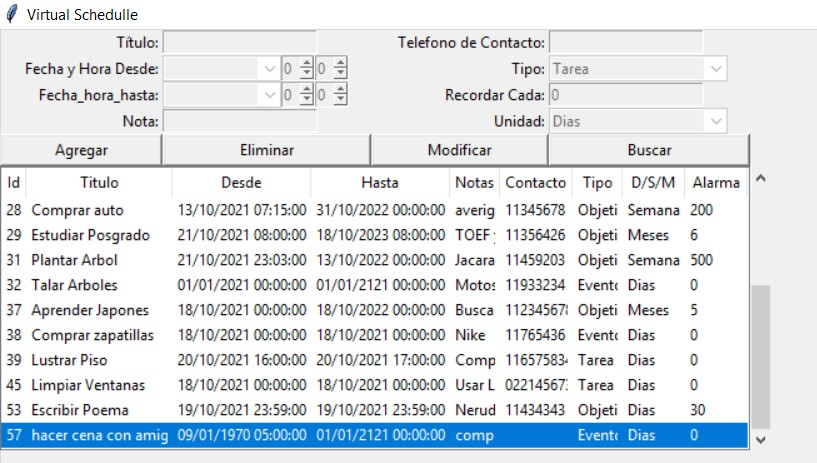 Virtual Schedulle
Título: Telefono de Contacto:
Fecha y Hora Desde: 0 0 Tipo: Tarea
Fecha_hora_hasta: 0 0 Recordar Cada: 0
Nota: Unidad: Dias
Agregar Eliminar Modificar Buscar
Id Titulo Desde Hasta Notas Contacto Tipo D/S/M Alarma
28 Comprar auto 13/10/2021 07:15:00 31/10/2022 00:00:00 averig 11345678 Objeti Semana 200
29 Estudiar Posgrado 21/10/2021 08:00:00 18/10/2023 08:00:00 TOEF 11356426 Objeti Meses 6
31 Plantar Arbol 21/10/2021 23:03:00 13/10/2022 00:00:00 Jacara 11459203 Objeti Semana 500
32 Talar Arboles 01/01/2021 00:00:00 01/01/2121 00:00:00 Motos 11933234 Evento Dias 0
37 Aprender Japones 18/10/2021 00:00:00 18/10/2022 00:00:00 Busca 112345678 Objeti Meses 5
38 Comprar zapatillas 18/10/2021 00:00:00 18/10/2021 00:00:00 Nike 11765436 Evento Dias 0
39 Lustrar Piso 20/10/2021 16:00:00 20/10/2021 17:00:00 Comp 116575834 Tarea Dias 0
45 Limpiar Ventanas 18/10/2021 00:00:00 18/10/2021 00:00:00 Usar L 022145673 Tarea Dias 0
53 Escribir Poema 19/10/2021 23:59:00 19/10/2021 23:59:00 Nerud 11434343 Objeti Dias 30
57 hacer cena con amig 09/01/1970 05:00:00 01/01/2121 00:00:00 comp Evento Dias 0